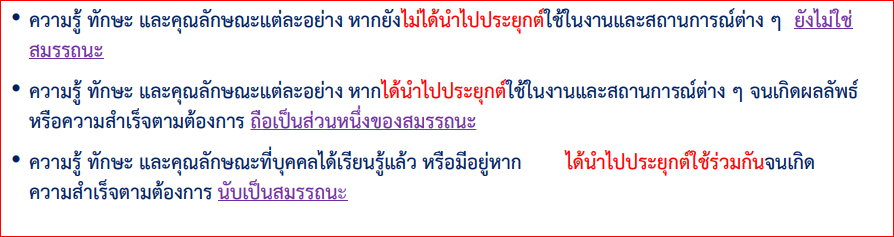 • ความรู้ ทักษะ และคุณลักษณะแต่ละอย่าง หากยังไม่ได้นำไปประยุกต์ใช้ในงานและสถานการณ์ต่าง ๆ ยังไม่ใช่
สมรรถนะ
• ความรู้ ทักษะ และคุณลักษณะแต่ละอย่าง หากได้นำไปประยุกต์ใช้ในงานและสถานการณ์ต่าง ๆ จนเกิดผลลัพธ์
หรือความสำเร็จตามต้องการ ถือเป็นส่วนหนึ่งของสมรรถนะ
• ความรู้ ทักษะ และคุณลักษณะที่บุคคลได้เรียนรู้แล้ว หรือมีอยู่หาก ได้นำไปประยุกต์ใช้ร่วมกันจนเกิด
ความสำเร็จตามต้องการ นับเป็นสมรรถนะ